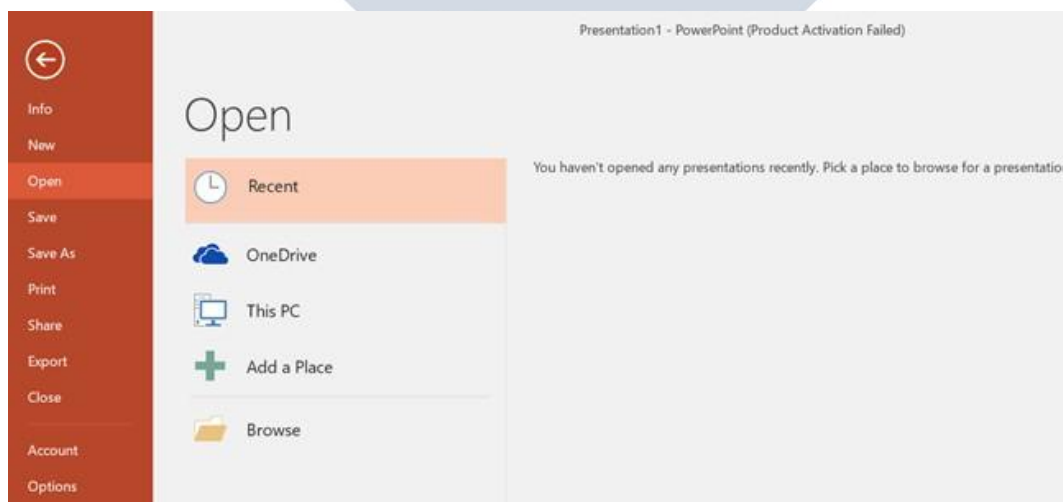 Presentation1 - PowerPoint (Product Activation Failed)
Info
New
Open
Save
Save As
Print
Share
Export
Close
Account
Options
Open
Recent
OneDrive
This PC
Add a Place
Browse
You haven't opened any presentations recently. Pick a place to browse for a presentatio